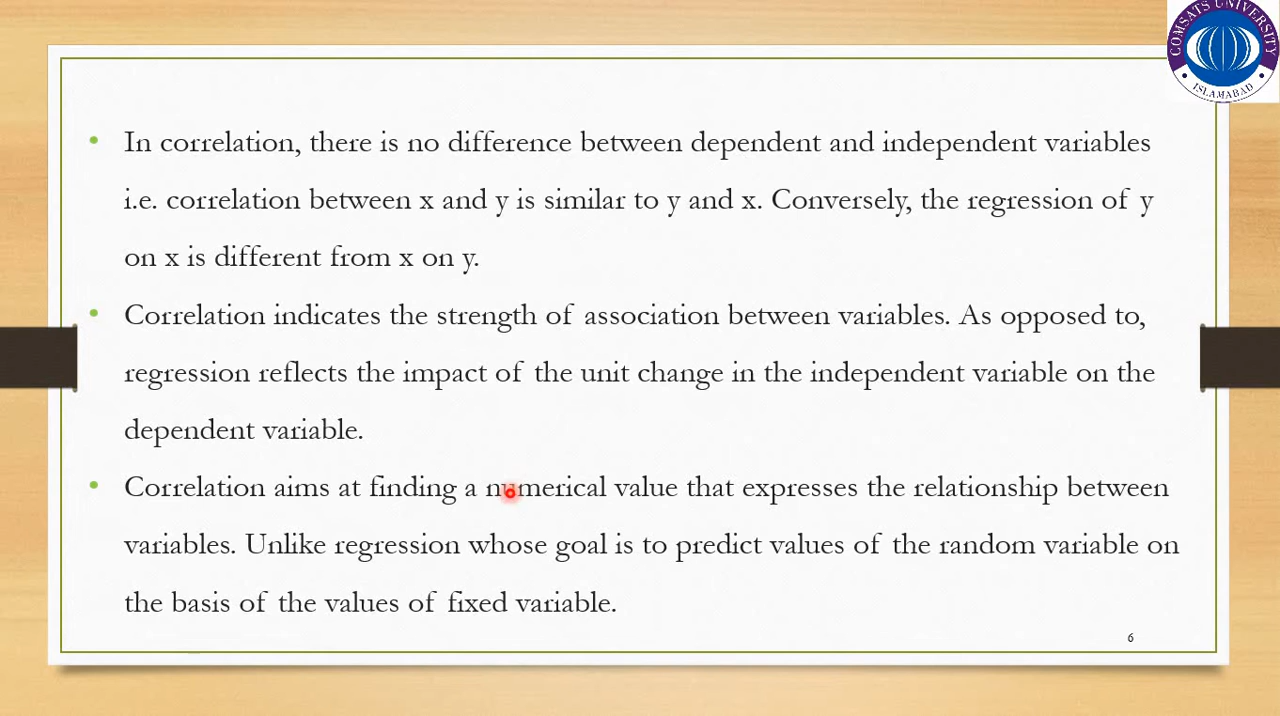 COMSATS UNIVERSITY
ISLAMABAD
• In correlation, there is no difference between dependent and independent variables
i.e. correlation between x and y is similar to y and x. Conversely, the regression of y
on x is different from x on y.
• Correlation indicates the strength of association between variables. As opposed to,
regression reflects the impact of the unit change in the independent variable on the
dependent variable.
• Correlation aims at finding a numerical value that expresses the relationship between
variables. Unlike regression whose goal is to predict values of the random variable on
the basis of the values of fixed variable.
6